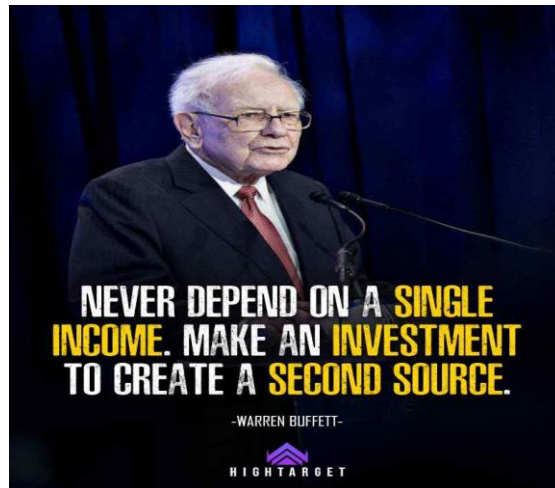 NEVER DEPEND ON A SINGLE
INCOME. MAKE AN INVESTMENT
TO CREATE A SECOND SOURCE.
-WARREN BUFFETT-
HIGHTARGET